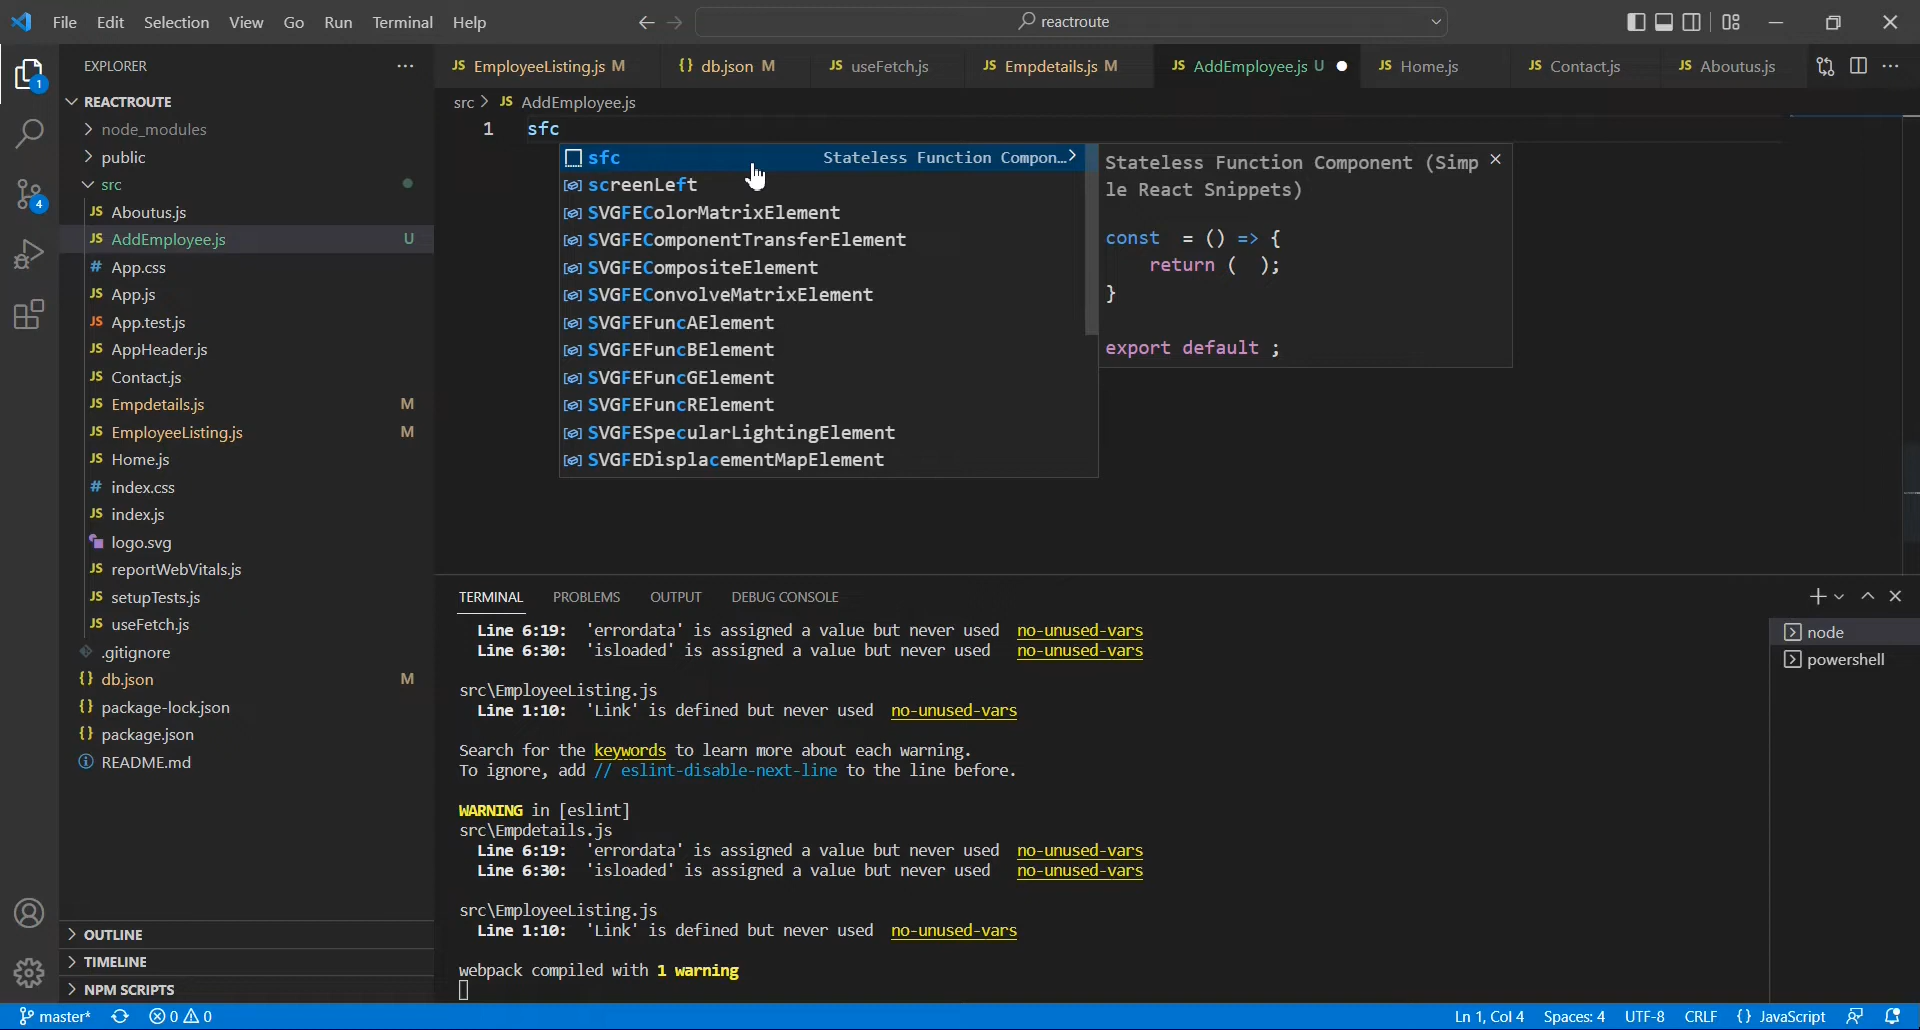 File Edit Selection View Go Run Terminal Help
reactroute
EXPLORER
EmployeeListing.js M
db.json M
useFetch.js
Empdetails.js M
AddEmployee.js U
Home.js
Contact.js
Aboutus.js
REACTROUTE
node_modules
public
src
Aboutus.js
AddEmployee.js U
App.css
App.js
App.test.js
AppHeader.js
Contact.js
Empdetails.js M
EmployeeListing.js M
Home.js
index.css
index.js
logo.svg
reportWebVitals.js
setupTests.js
useFetch.js
.gitignore
db.json M
package-lock.json
package.json
README.md
OUTLINE
TIMELINE
NPM SCRIPTS
src > JS AddEmployee.js
1 sfc
sfc Stateless Function Compon…
screenLeft
SVGFEColorMatrixElement
SVGFEComponentTransferElement
SVGFECompositeElement
SVGFEConvolveMatrixElement
SVGFEFuncAElement
SVGFEFuncBElement
SVGFEFuncGElement
SVGFEFuncRElement
SVGFESpecularLightingElement
SVGFEDisplacementMapElement
Stateless Function Component (Simp
le React Snippets)
const = () => {
return ( );
}
export default ;
TERMINAL PROBLEMS OUTPUT DEBUG CONSOLE
Line 6:19: 'errordata' is assigned a value but never used no-unused-vars
Line 6:30: 'isloaded' is assigned a value but never used no-unused-vars
src\EmployeeListing.js
Line 1:10: 'Link' is defined but never used no-unused-vars
Search for the keywords to learn more about each warning.
To ignore, add // eslint-disable-next-line to the line before.
WARNING in [eslint]
src\Empdetails.js
Line 6:19: 'errordata' is assigned a value but never used no-unused-vars
Line 6:30: 'isloaded' is assigned a value but never used no-unused-vars
src\EmployeeListing.js
Line 1:10: 'Link' is defined but never used no-unused-vars
webpack compiled with 1 warning
node
powershell
master* 0 0
Ln 1, Col 4 Spaces: 4 UTF-8 CRLF {} JavaScript